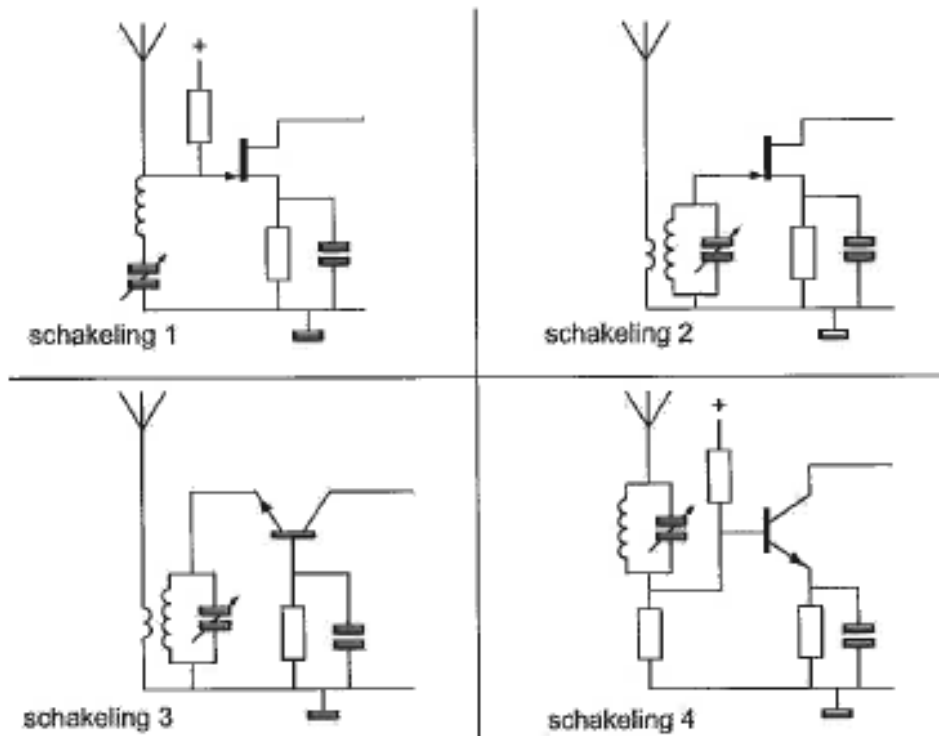 +
schakeling 1
schakeling 2
+
schakeling 3
schakeling 4